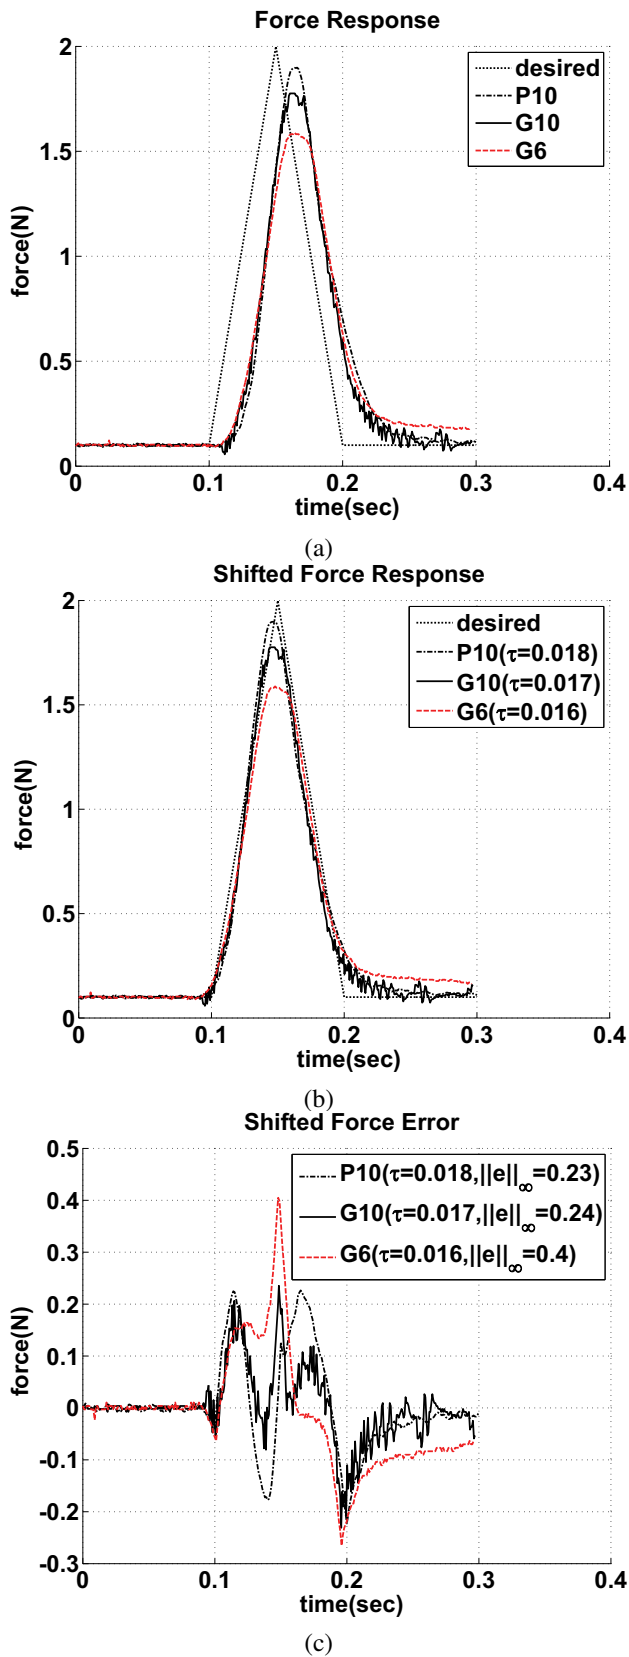 Force Response
2
1.5
1
0.5
0
force(N)
desired
P10
G10
G6
0
0.1
0.2
0.3
0.4
time(sec)
(a)
Shifted Force Response
2
1.5
1
0.5
0
force(N)
desired
P10(τ=0.018)
G10(τ=0.017)
G6(τ=0.016)
0
0.1
0.2
0.3
0.4
time(sec)
(b)
Shifted Force Error
0.5
0.4
0.3
0.2
0.1
0
-0.1
-0.2
-0.3
force(N)
P10(τ=0.018,||e||∞=0.23)
G10(τ=0.017,||e||∞=0.24)
G6(τ=0.016,||e||∞=0.4)
0
0.1
0.2
0.3
0.4
time(sec)
(c)